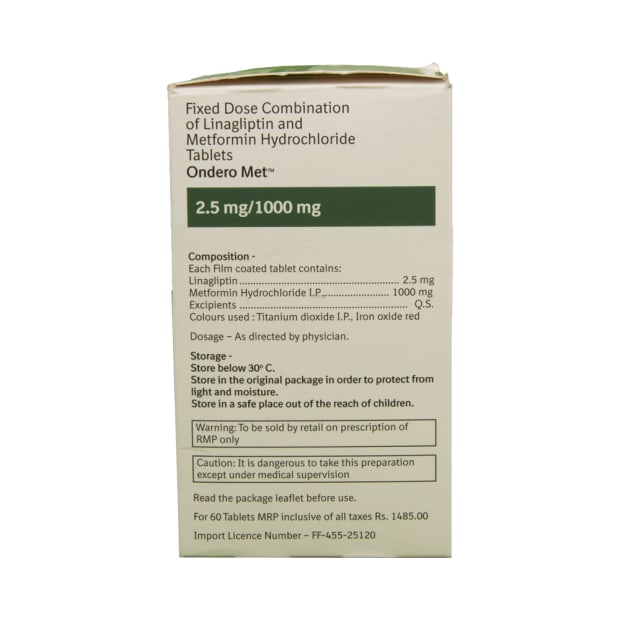 Fixed Dose Combination
of Linagliptin and
Metformin Hydrochloride
Tablets
Ondero Met™
2.5 mg/1000 mg
Composition -
Each Film coated tablet contains:
Linagliptin ................................................ 2.5 mg
Metformin Hydrochloride I.P...................... 1000 mg
Excipients .......................................................... Q.S.
Colours used : Titanium dioxide I.P., Iron oxide red
Dosage – As directed by physician.
Storage -
Store below 30⁰ C.
Store in the original package in order to protect from
light and moisture.
Store in a safe place out of the reach of children.
Warning: To be sold by retail on prescription of
RMP only
Caution: It is dangerous to take this preparation
except under medical supervision
Read the package leaflet before use.
For 60 Tablets MRP inclusive of all taxes Rs. 1485.00
Import Licence Number – FF-455-25120